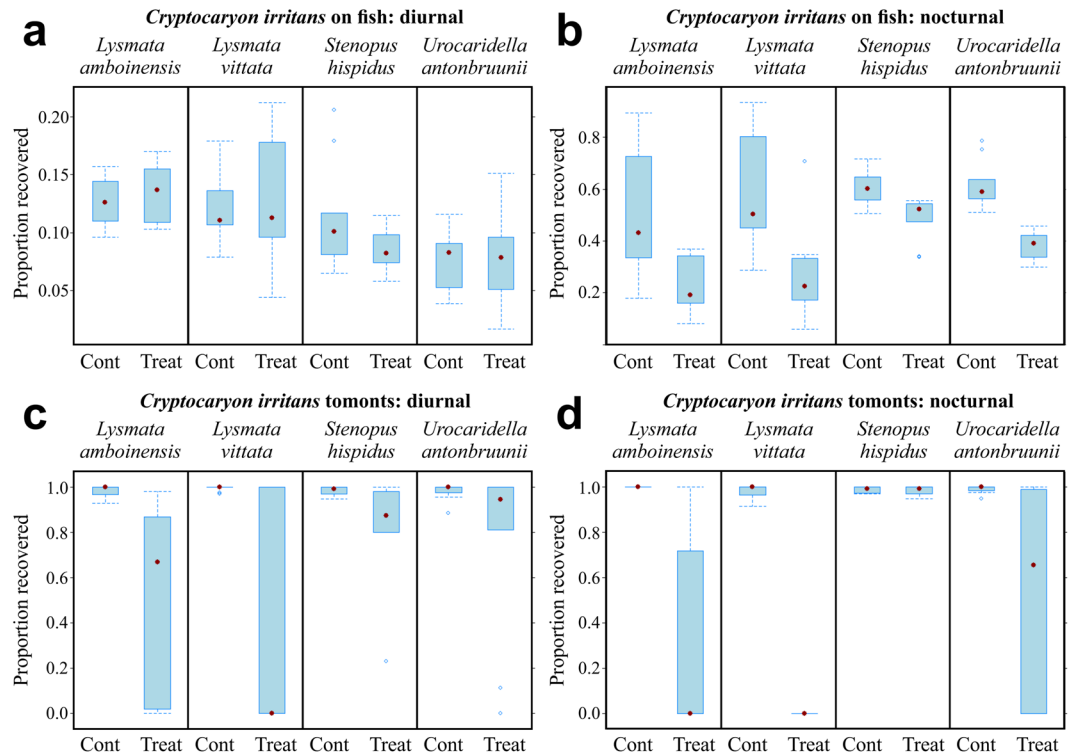 a
Cryptocaryon irritans on fish: diurnal
Lysmata amboinensis
Lysmata vittata
Stenopus hispidus
Urocaridella antonbruunii
Proportion recovered
0.20
0.15
0.10
0.05
Cont Treat Cont Treat Cont Treat Cont Treat
b
Cryptocaryon irritans on fish: nocturnal
Lysmata amboinensis
Lysmata vittata
Stenopus hispidus
Urocaridella antonbruunii
Proportion recovered
0.8
0.6
0.4
0.2
Cont Treat Cont Treat Cont Treat Cont Treat
c
Cryptocaryon irritans tomonts: diurnal
Lysmata amboinensis
Lysmata vittata
Stenopus hispidus
Urocaridella antonbruunii
Proportion recovered
1.0
0.8
0.6
0.4
0.2
0.0
Cont Treat Cont Treat Cont Treat Cont Treat
d
Cryptocaryon irritans tomonts: nocturnal
Lysmata amboinensis
Lysmata vittata
Stenopus hispidus
Urocaridella antonbruunii
Proportion recovered
1.0
0.8
0.6
0.4
0.2
0.0
Cont Treat Cont Treat Cont Treat Cont Treat